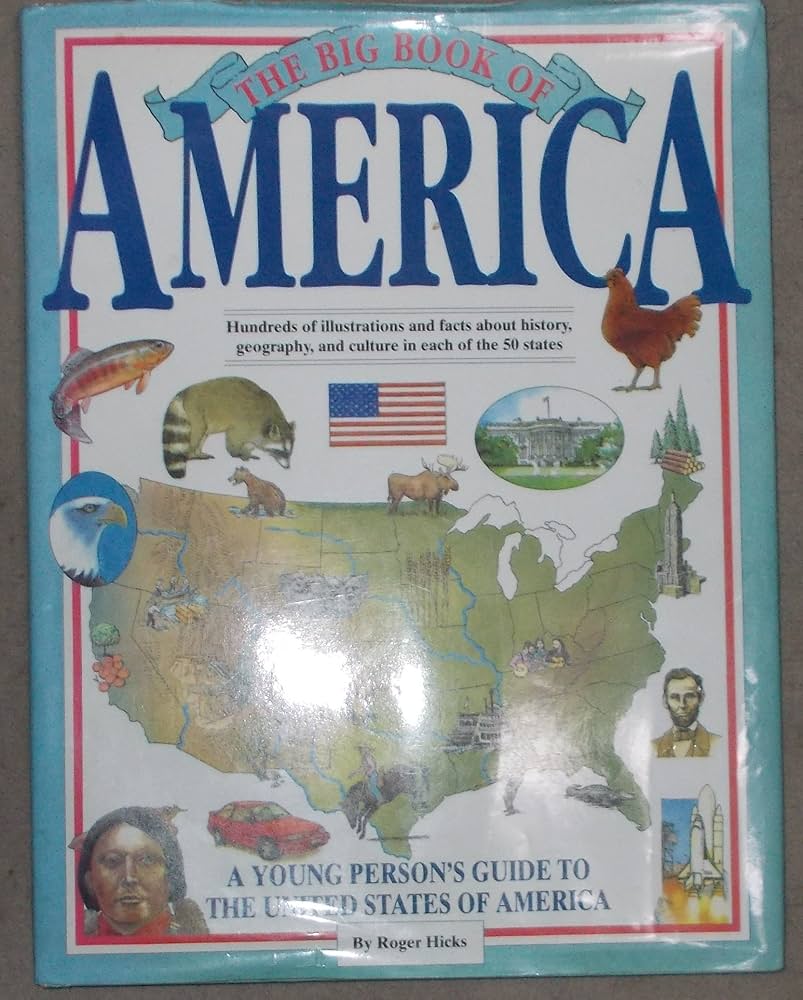 THE BIG BOOK OF
AMERICA
Hundreds of illustrations and facts about history,
geography, and culture in each of the 50 states
A YOUNG PERSON'S GUIDE TO
THE UNITED STATES OF AMERICA
By Roger Hicks